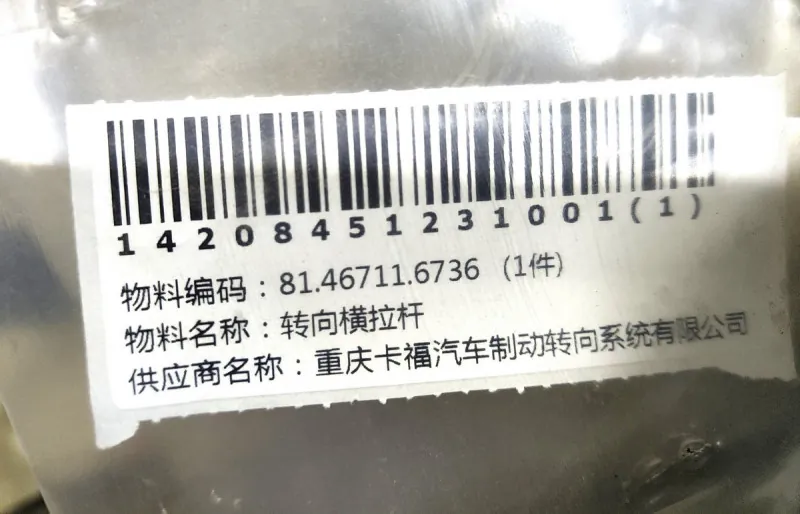 14208451231001(1)
物料编码：81.46711.6736 (1件)
物料名称：转向横拉杆
供应商名称：重庆卡福汽车制动转向系统有限公司